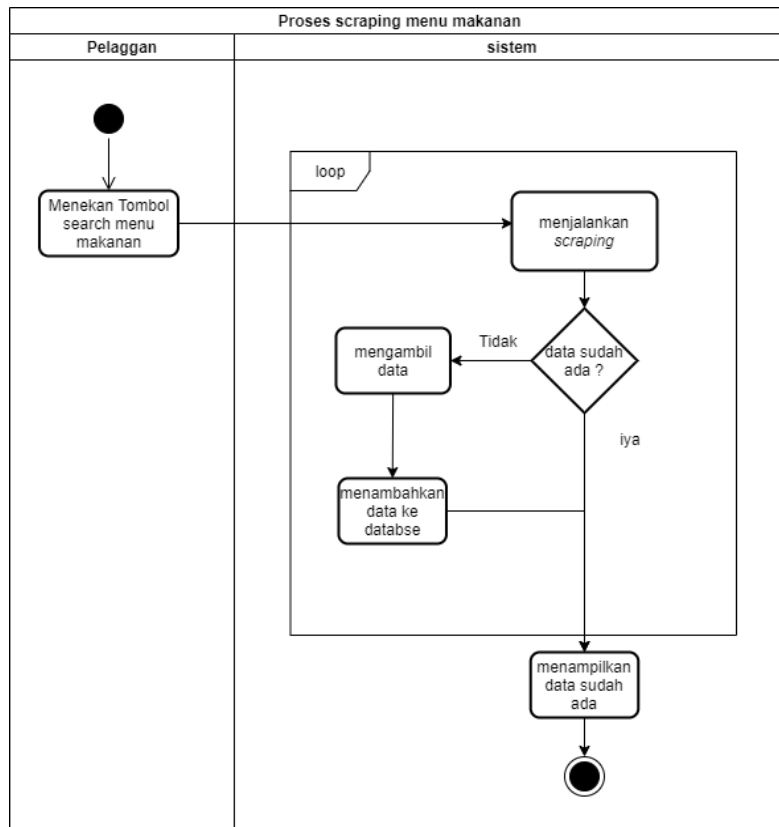 Proses scraping menu makanan
Pelaggan
sistem
loop
Menekan Tombol
search menu
makanan
menjalankan
scraping
data sudah
ada ?
Tidak
mengambil
data
iya
menambahkan
data ke
databse
menampilkan
data sudah
ada